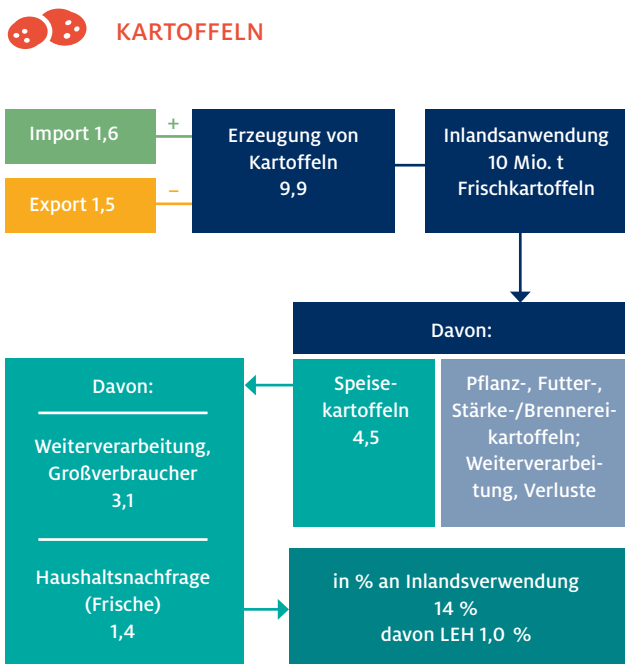 KARTOFFELN
Import 1,6
+
Export 1,5
–
Erzeugung von
Kartoffeln
9,9
Inlandsanwendung
10 Mio. t
Frischkartoffeln
Davon:
Speise-
kartoffeln
4,5
Pflanz-, Futter-,
Stärke-/Brennerei-
kartoffeln;
Weiterverarbei-
tung, Verluste
Davon:
Weiterverarbeitung,
Großverbraucher
3,1
Haushaltsnachfrage
(Frische)
1,4
in % an Inlandsverwendung
14 %
davon LEH 1,0 %